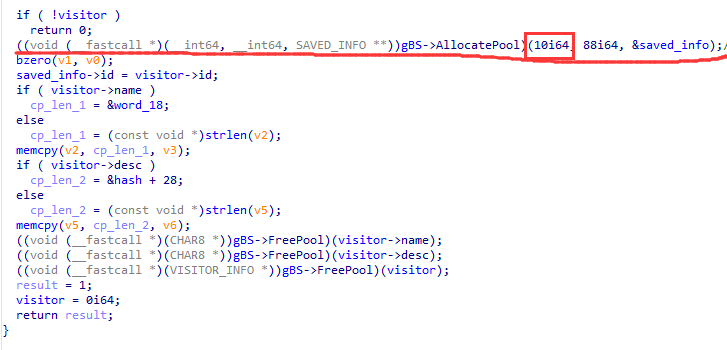 if ( !visitor )
return 0;
((void (__fastcall *)(__int64, __int64, SAVED_INFO **))gBS->AllocatePool)(10i64, 88i64, &saved_info);/
bzero(v1, v0);
saved_info->id = visitor->id;
if ( visitor->name )
cp_len_1 = &word_18;
else
cp_len_1 = (const void *)strlen(v2);
memcpy(v2, cp_len_1, v3);
if ( visitor->desc )
cp_len_2 = &hash + 28;
else
cp_len_2 = (const void *)strlen(v5);
memcpy(v5, cp_len_2, v6);
((void (__fastcall *)(CHAR8 *))gBS->FreePool)(visitor->name);
((void (__fastcall *)(CHAR8 *))gBS->FreePool)(visitor->desc);
((void (__fastcall *)(VISITOR_INFO *))gBS->FreePool)(visitor);
result = 1;
visitor = 0i64;
return result;
}